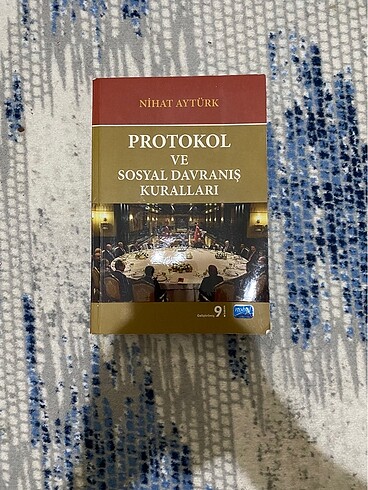 NİHAT AYTÜRK
PROTOKOL
VE
SOSYAL DAVRANIŞ
KURALLARI
9